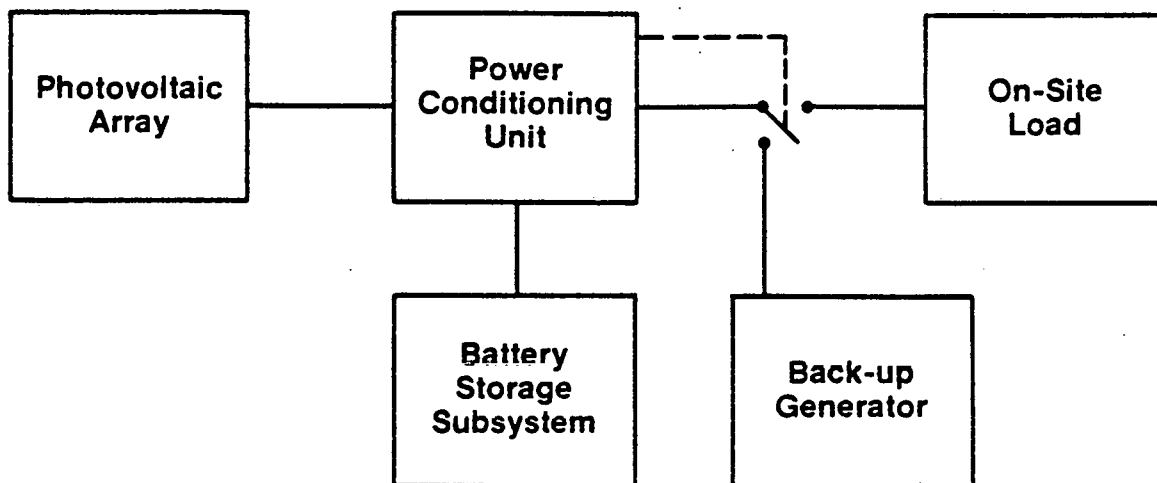 Photovoltaic
Array
Power
Conditioning
Unit
On-Site
Load
Battery
Storage
Subsystem
Back-up
Generator